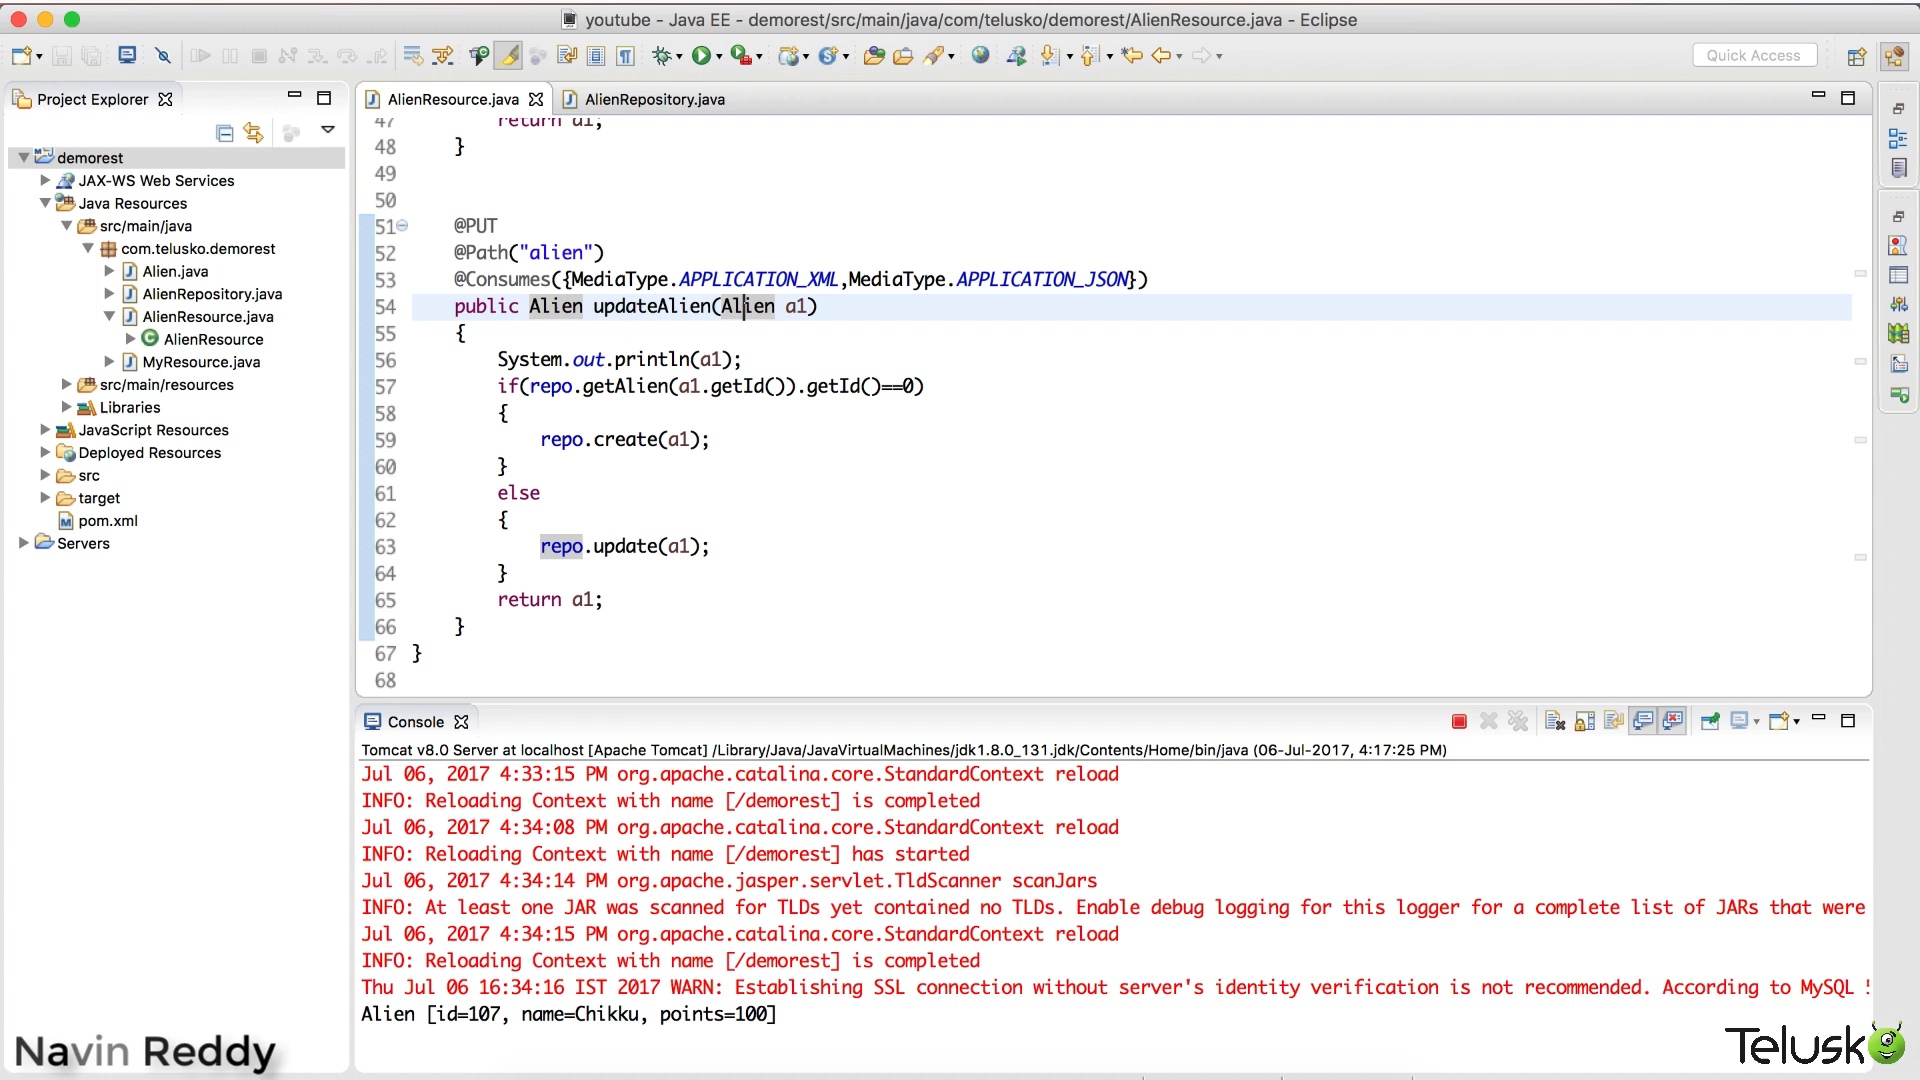 youtube - Java EE - demorest/src/main/java/com/telusko/demorest/AlienResource.java - Eclipse
Quick Access
Project Explorer
demorest
JAX-WS Web Services
Java Resources
src/main/java
com.telusko.demorest
Alien.java
AlienRepository.java
AlienResource.java
AlienResource
MyResource.java
src/main/resources
Libraries
JavaScript Resources
Deployed Resources
src
target
pom.xml
Servers
AlienResource.java
AlienRepository.java
47 return a1;
48 }
49
50
51 @PUT
52 @Path("alien")
53 @Consumes({MediaType.APPLICATION_XML,MediaType.APPLICATION_JSON})
54 public Alien updateAlien(Alien a1)
55 {
56 System.out.println(a1);
57 if(repo.getAlien(a1.getId()).getId()==0)
58 {
59 repo.create(a1);
60 }
61 else
62 {
63 repo.update(a1);
64 }
65 return a1;
66 }
67 }
68
Console
Tomcat v8.0 Server at localhost [Apache Tomcat] /Library/Java/JavaVirtualMachines/jdk1.8.0_131.jdk/Contents/Home/bin/java (06-Jul-2017, 4:17:25 PM)
Jul 06, 2017 4:33:15 PM org.apache.catalina.core.StandardContext reload
INFO: Reloading Context with name [/demorest] is completed
Jul 06, 2017 4:34:08 PM org.apache.catalina.core.StandardContext reload
INFO: Reloading Context with name [/demorest] has started
Jul 06, 2017 4:34:14 PM org.apache.jasper.servlet.TldScanner scanJars
INFO: At least one JAR was scanned for TLDs yet contained no TLDs. Enable debug logging for this logger for a complete list of JARs that were
Jul 06, 2017 4:34:15 PM org.apache.catalina.core.StandardContext reload
INFO: Reloading Context with name [/demorest] is completed
Thu Jul 06 16:34:16 IST 2017 WARN: Establishing SSL connection without server's identity verification is not recommended. According to MySQL
Alien [id=107, name=Chikku, points=100]
Navin Reddy
Telusko